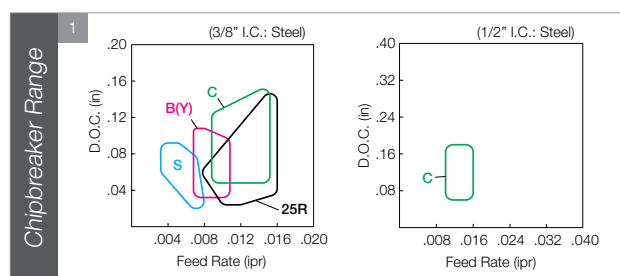 Chipbreaker Range
1
(3/8” I.C.: Steel)
.20
.16
.12
.08
.04
D.O.C. (in)
C
B(Y)
S
25R
.004 .008 .012 .016 .020
Feed Rate (ipr)
(1/2” I.C.: Steel)
.40
.32
.24
.16
.08
D.O.C. (in)
C
.008 .016 .024 .032 .040
Feed Rate (ipr)